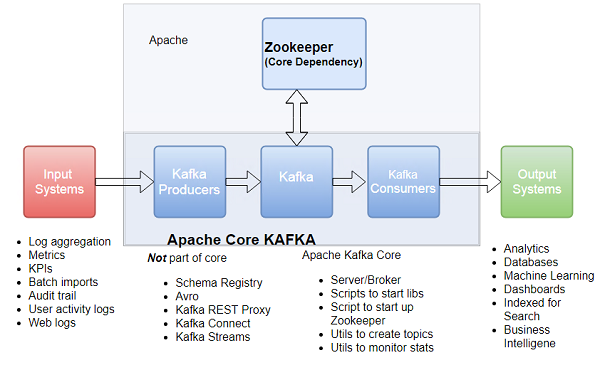 Apache
Zookeeper
(Core Dependency)
Input
Systems
Kafka
Producers
Kafka
Kafka
Consumers
Output
Systems
Apache Core KAFKA
Log aggregation
Metrics
KPIs
Batch imports
Audit trail
User activity logs
Web logs
Not part of core
Schema Registry
Avro
Kafka REST Proxy
Kafka Connect
Kafka Streams
Apache Kafka Core
Server/Broker
Scripts to start libs
Script to start up
Zookeeper
Utils to create topics
Utils to monitor stats
Analytics
Databases
Machine Learning
Dashboards
Indexed for
Search
Business
Intelligene